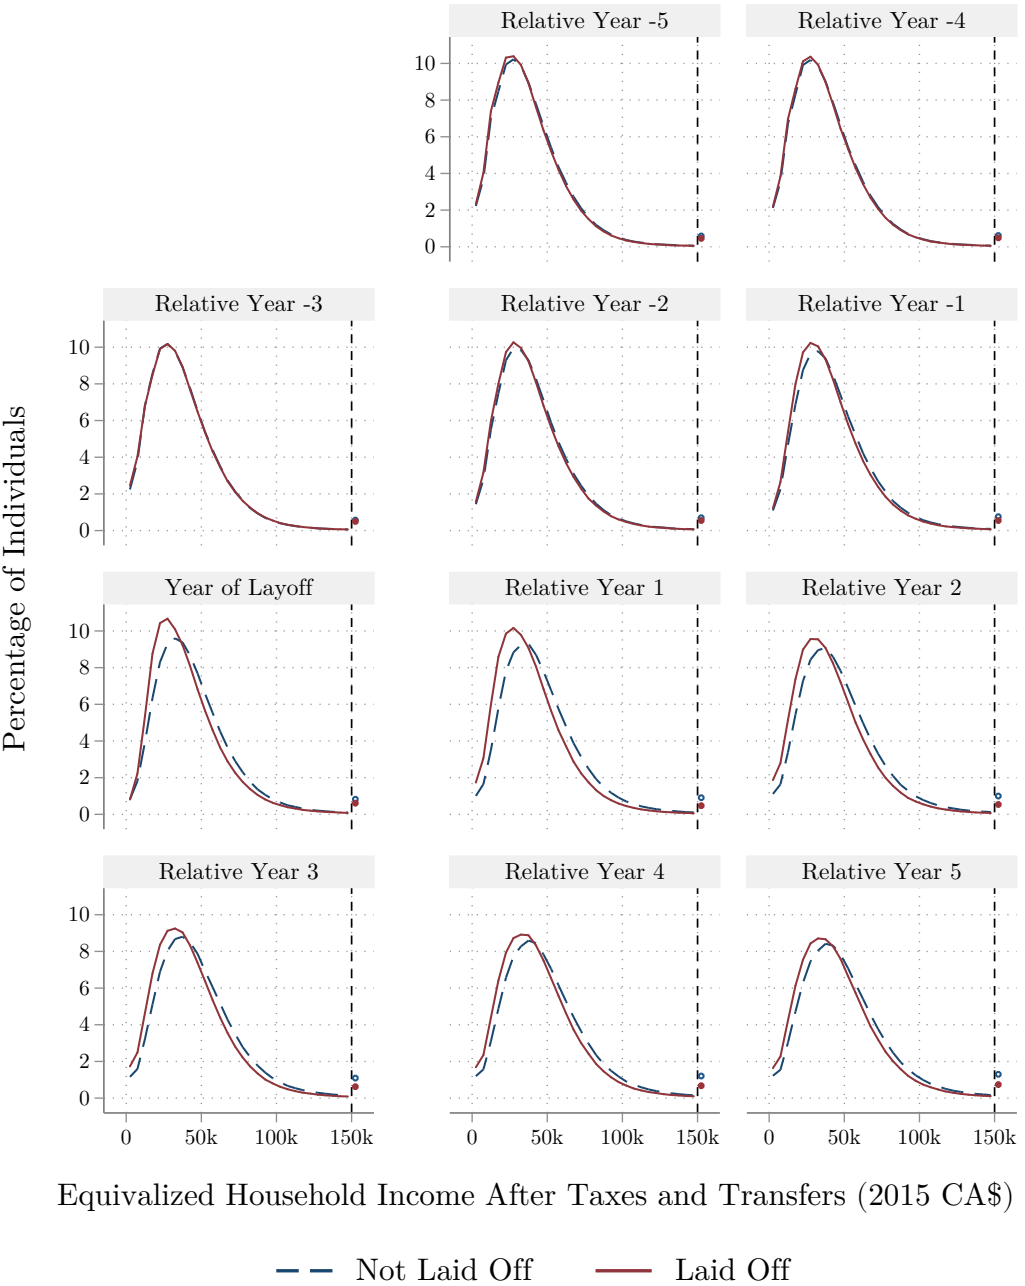 Relative Year -5
Relative Year -4
10
8
6
4
2
0
Relative Year -3
Relative Year -2
Relative Year -1
10
8
6
4
2
0
Year of Layoff
Relative Year 1
Relative Year 2
10
8
6
4
2
0
Relative Year 3
Relative Year 4
Relative Year 5
10
8
6
4
2
0
0 50k 100k 150k
0 50k 100k 150k
0 50k 100k 150k
Percentage of Individuals
Equivalized Household Income After Taxes and Transfers (2015 CA$)
Not Laid Off
Laid Off